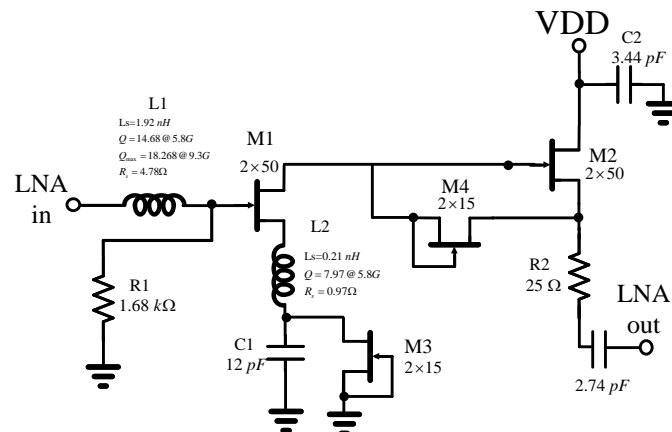 VDD
C2
3.44 pF
L1
Ls=1.92 nH
Q = 14.68@5.8G
Qmax = 18.268@9.3G
Rs = 4.78Ω
M1
2×50
M2
2×50
M4
2×15
LNA
in
L2
Ls=0.21 nH
Q = 7.97@5.8G
Rs = 0.97Ω
R1
1.68 kΩ
R2
25 Ω
LNA
out
C1
12 pF
M3
2×15
2.74 pF